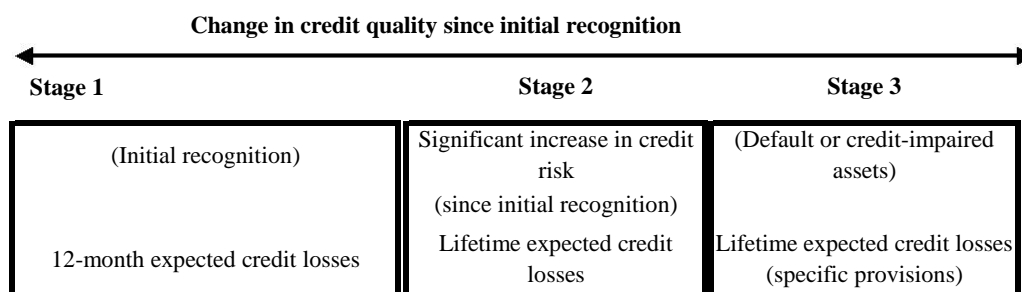 Change in credit quality since initial recognition
Stage 1
Stage 2
Stage 3
(Initial recognition)
12-month expected credit losses
Significant increase in credit
risk
(since initial recognition)
Lifetime expected credit
losses
(Default or credit-impaired
assets)
Lifetime expected credit losses
(specific provisions)